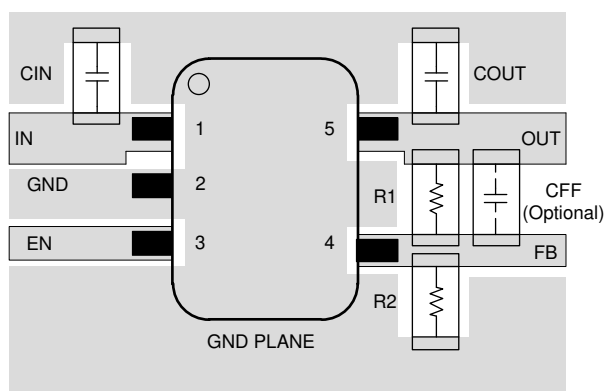 CIN
COUT
IN
1
5
OUT
GND
2
R1
CFF
(Optional)
EN
3
4
FB
R2
GND PLANE